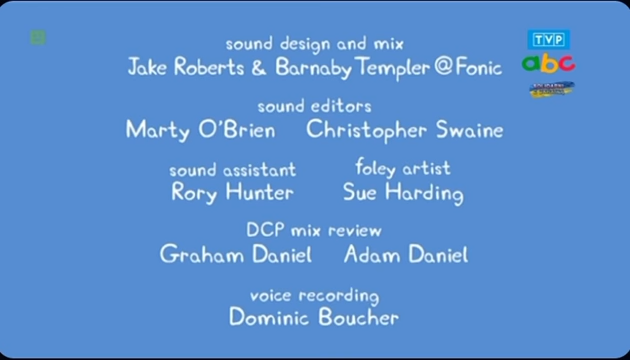 sound design and mix
Jake Roberts & Barnaby Templer @ Fonic
TVP
abc
sound editors
Marty O'Brien Christopher Swaine
sound assistant foley artist
Rory Hunter Sue Harding
DCP mix review
Graham Daniel Adam Daniel
voice recording
Dominic Boucher